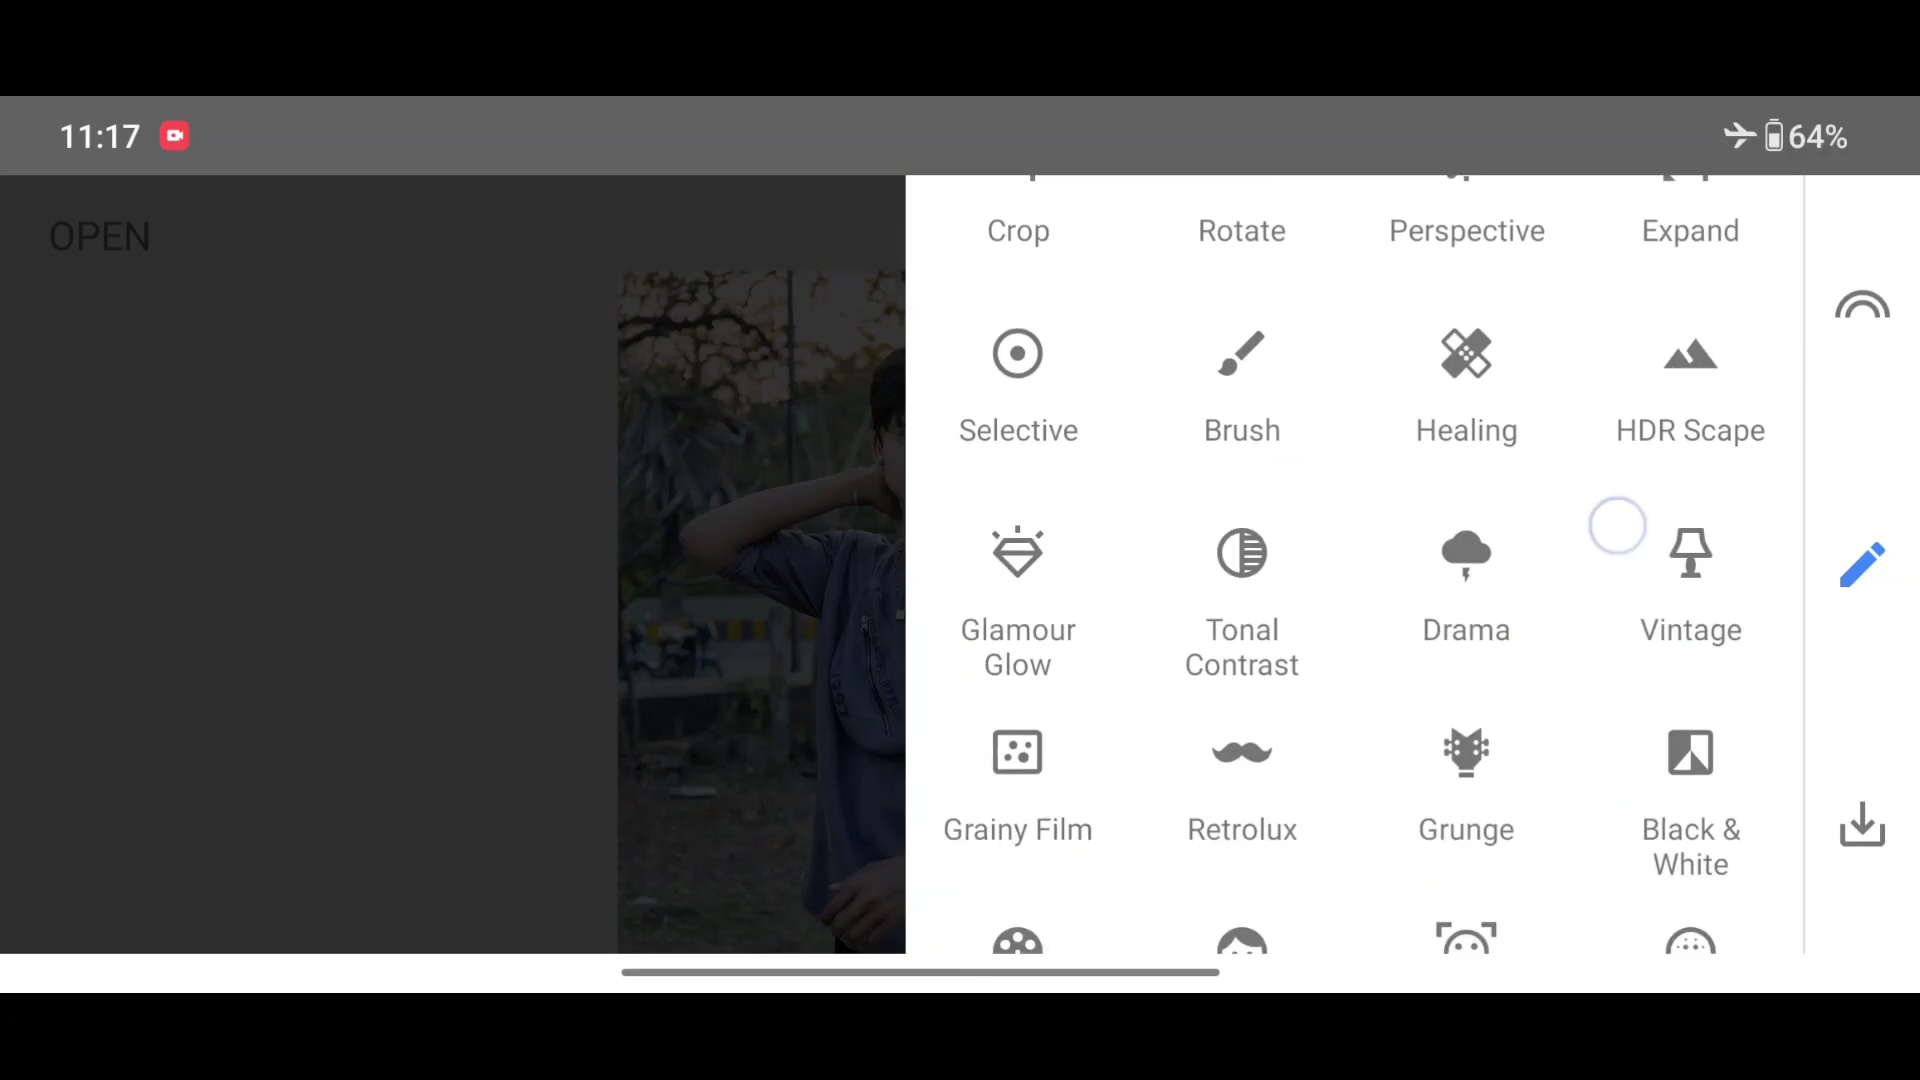 11:17
64%
OPEN
Crop
Rotate
Perspective
Expand
Selective
Brush
Healing
HDR Scape
Glamour
Glow
Tonal
Contrast
Drama
Vintage
Grainy Film
Retrolux
Grunge
Black &
White